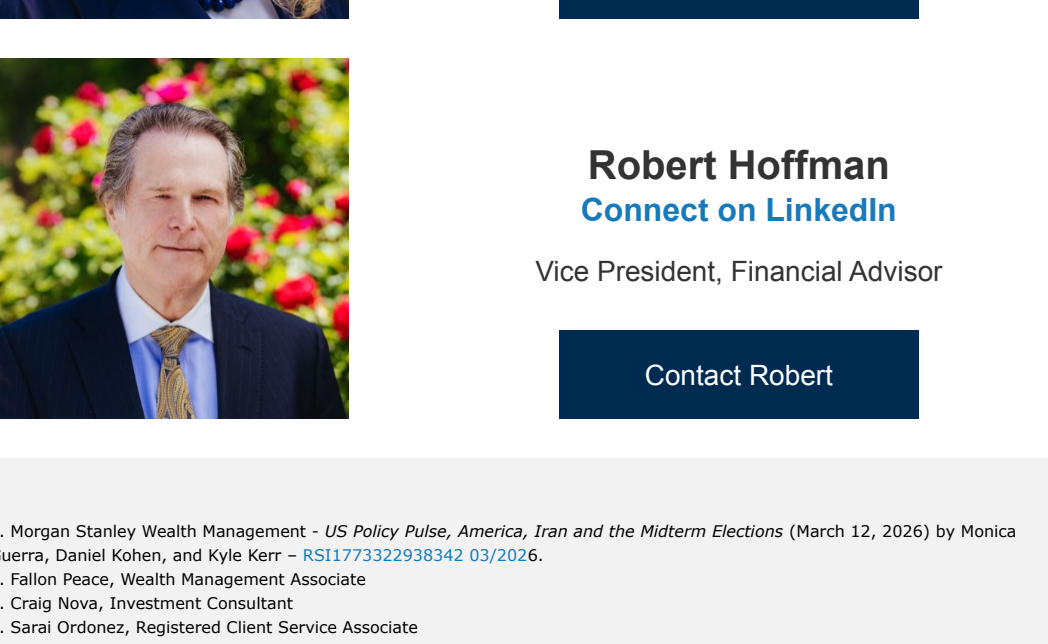 Robert Hoffman
Connect on LinkedIn
Vice President, Financial Advisor
Contact Robert
. Morgan Stanley Wealth Management - US Policy Pulse, America, Iran and the Midterm Elections (March 12, 2026) by Monica
Guerra, Daniel Kohen, and Kyle Kerr – RSI1773322938342 03/2026.
. Fallon Peace, Wealth Management Associate
. Craig Nova, Investment Consultant
. Sarai Ordonez, Registered Client Service Associate